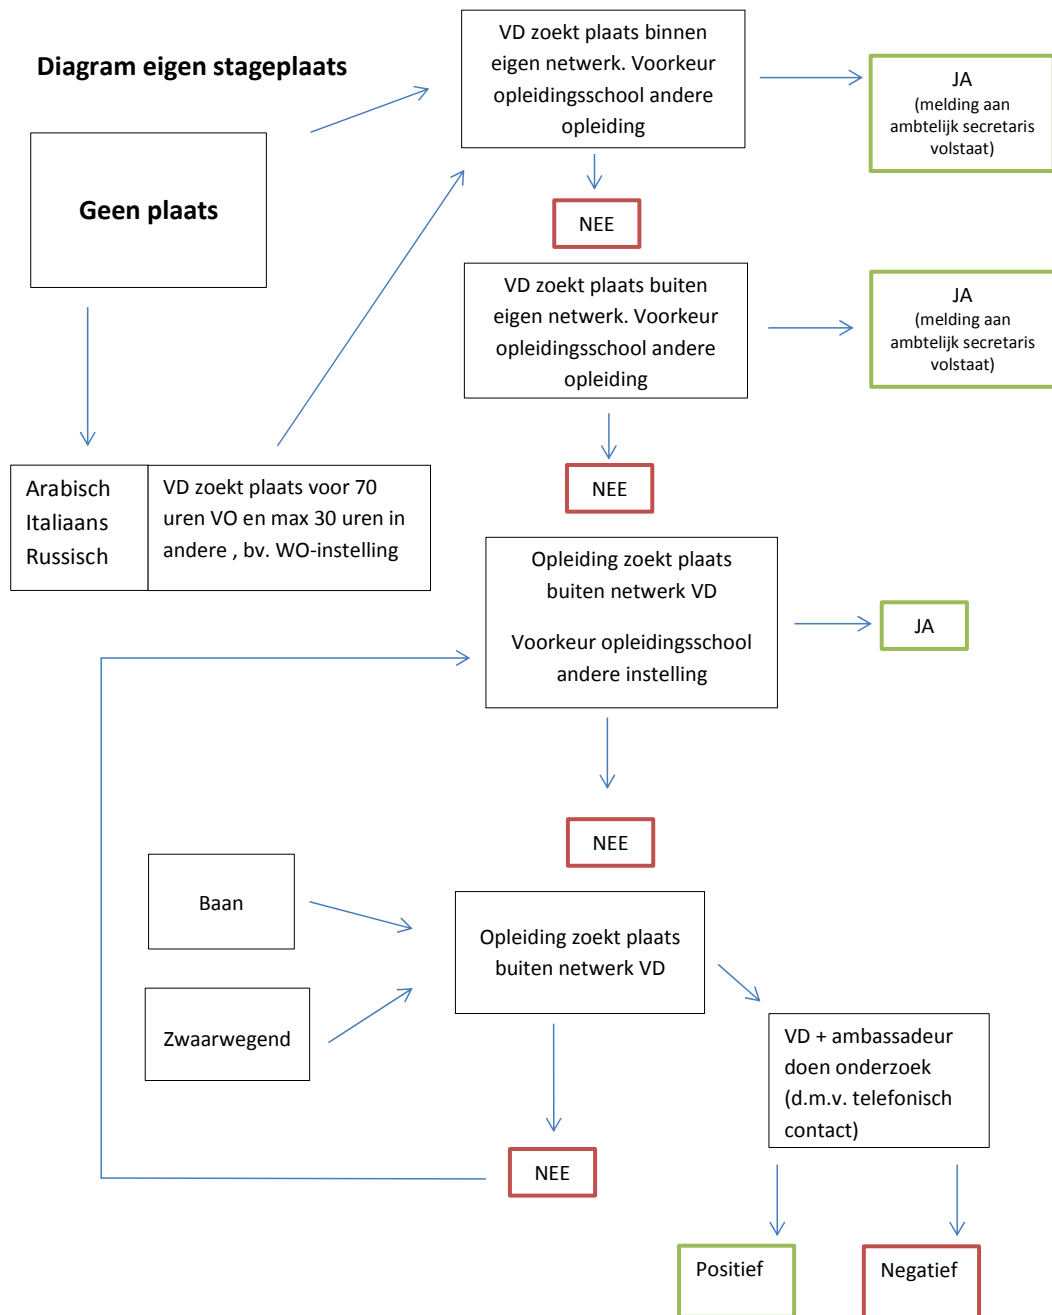 Diagram eigen stageplaats
VD zoekt plaats binnen
eigen netwerk. Voorkeur
opleidingsschool andere
opleiding
JA
(melding aan
ambtelijk secretaris
volstaat)
Geen plaats
NEE
VD zoekt plaats buiten
eigen netwerk. Voorkeur
opleidingsschool andere
opleiding
JA
(melding aan
ambtelijk secretaris
volstaat)
NEE
Arabisch
Italiaans
Russisch
VD zoekt plaats voor 70
uren VO en max 30 uren in
andere , bv. WO-instelling
Opleiding zoekt plaats
buiten netwerk VD
Voorkeur opleidingsschool
andere instelling
JA
NEE
Baan
Zwaarwegend
Opleiding zoekt plaats
buiten netwerk VD
VD + ambassadeur
doen onderzoek
(d.m.v. telefonisch
contact)
NEE
Positief
Negatief